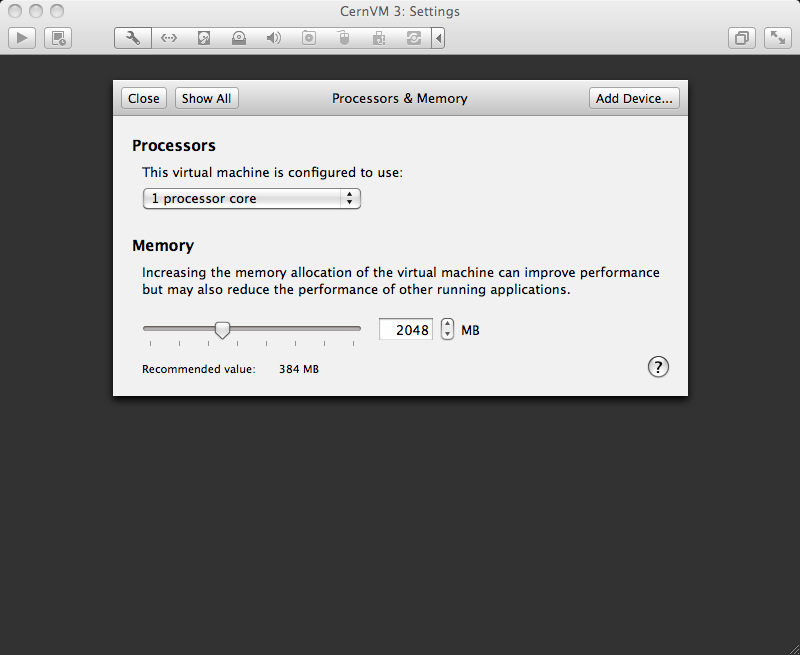 CernVM 3: Settings
Close
Show All
Processors & Memory
Add Device...
Processors
This virtual machine is configured to use:
1 processor core
Memory
Increasing the memory allocation of the virtual machine can improve performance
but may also reduce the performance of other running applications.
2048 MB
Recommended value: 384 MB
?